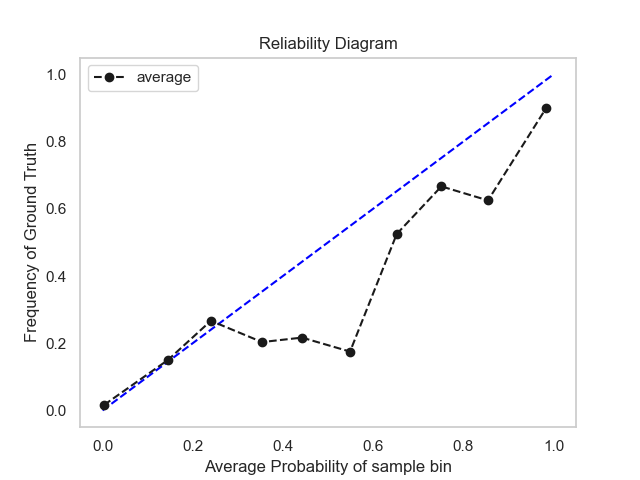 Reliability Diagram
average
1.0
0.8
0.6
0.4
0.2
0.0
Frequency of Ground Truth
0.0 0.2 0.4 0.6 0.8 1.0
Average Probability of sample bin